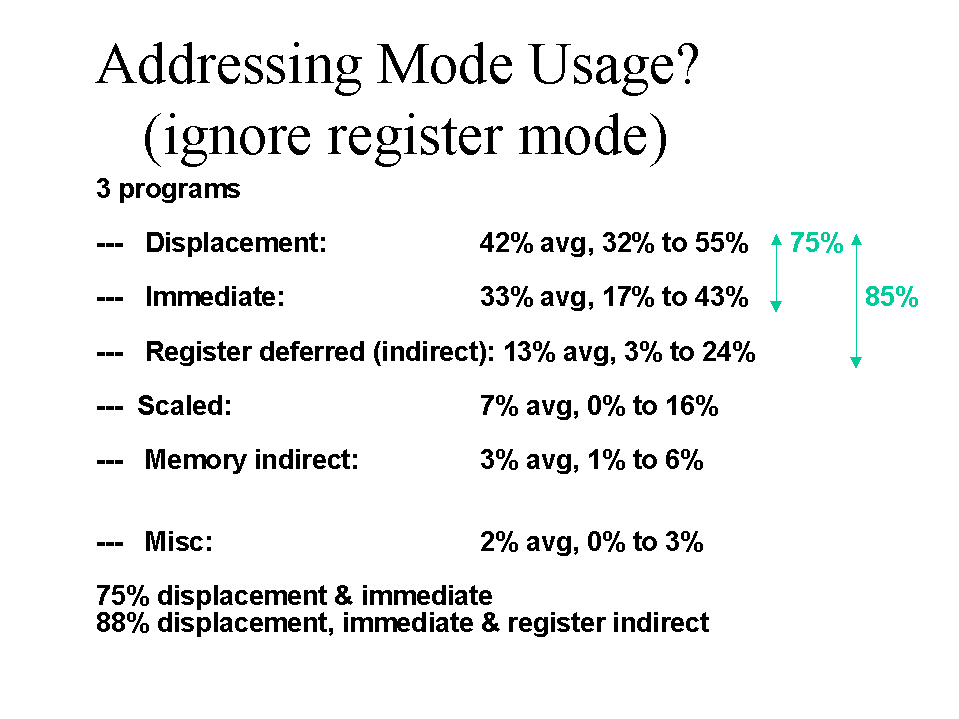 Addressing Mode Usage?
(ignore register mode)
3 programs
--- Displacement: 42% avg, 32% to 55% 75%
--- Immediate: 33% avg, 17% to 43% 85%
--- Register deferred (indirect): 13% avg, 3% to 24%
--- Scaled: 7% avg, 0% to 16%
--- Memory indirect: 3% avg, 1% to 6%
--- Misc: 2% avg, 0% to 3%
75% displacement & immediate
88% displacement, immediate & register indirect